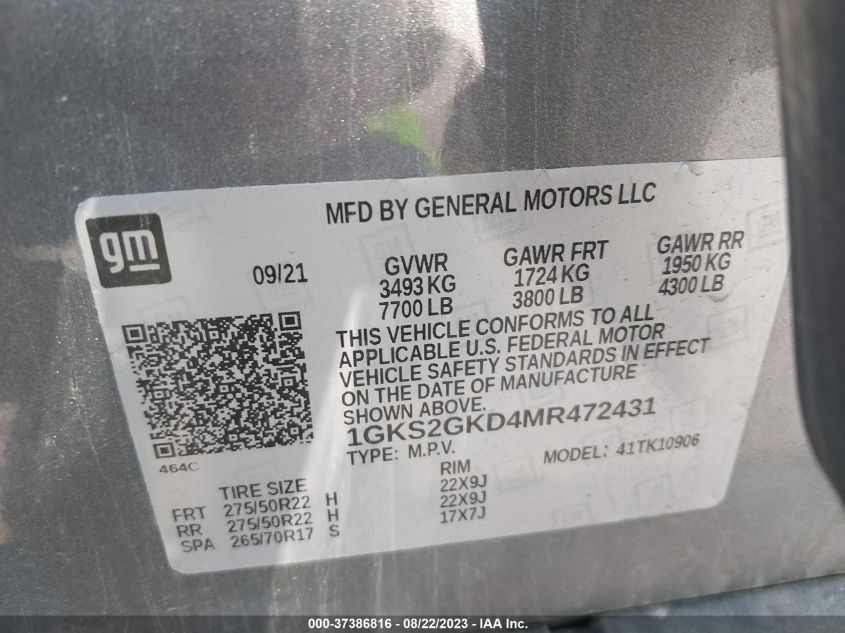 MFD BY GENERAL MOTORS LLC
gm
09/21
GVWR GAWR FRT GAWR RR
3493 KG 1724 KG 1950 KG
7700 LB 3800 LB 4300 LB
THIS VEHICLE CONFORMS TO ALL
APPLICABLE U.S. FEDERAL MOTOR
VEHICLE SAFETY STANDARDS IN EFFECT
ON THE DATE OF MANUFACTURE
SHOWN ABOVE.
1GKS2GKD4MR472431
TYPE: M.P.V. MODEL: 41TK10906
464C
TIRE SIZE RIM
FRT 275/50R22 H 22X9J
RR 275/50R22 H 22X9J
SPA 265/70R17 S 17X7J
000-37386816 - 08/22/2023 - IAA Inc.